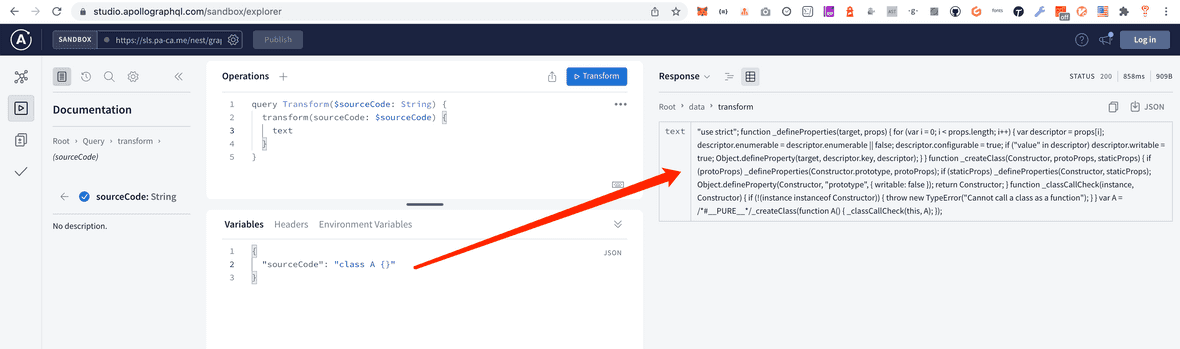 studio.apollographql.com/sandbox/explorer
SANDBOX
https://sls.pa-ca.me/nest/grap
Publish
Log in
Documentation
Root › Query › transform ›
(sourceCode)
sourceCode: String
No description.
Operations
Transform
1 query Transform($sourceCode: String) {
2 transform(sourceCode: $sourceCode) {
3 text
4 }
5 }
Variables Headers Environment Variables
JSON
1 {
2 "sourceCode": "class A {}"
3 }
Response
STATUS 200 858ms 909B
Root › data › transform
JSON
text
"use strict"; function _defineProperties(target, props) { for (var i = 0; i < props.length; i++) { var descriptor = props[i];
descriptor.enumerable = descriptor.enumerable || false; descriptor.configurable = true; if ("value" in descriptor) descriptor.writable =
true; Object.defineProperty(target, descriptor.key, descriptor); } } function _createClass(Constructor, protoProps, staticProps) { if
(protoProps) _defineProperties(Constructor.prototype, protoProps); if (staticProps) _defineProperties(Constructor, staticProps);
Object.defineProperty(Constructor, "prototype", { writable: false }); return Constructor; } function _classCallCheck(instance,
Constructor) { if (!(instance instanceof Constructor)) { throw new TypeError("Cannot call a class as a function"); } } var A =
/*#__PURE__*/_createClass(function A() { _classCallCheck(this, A); });